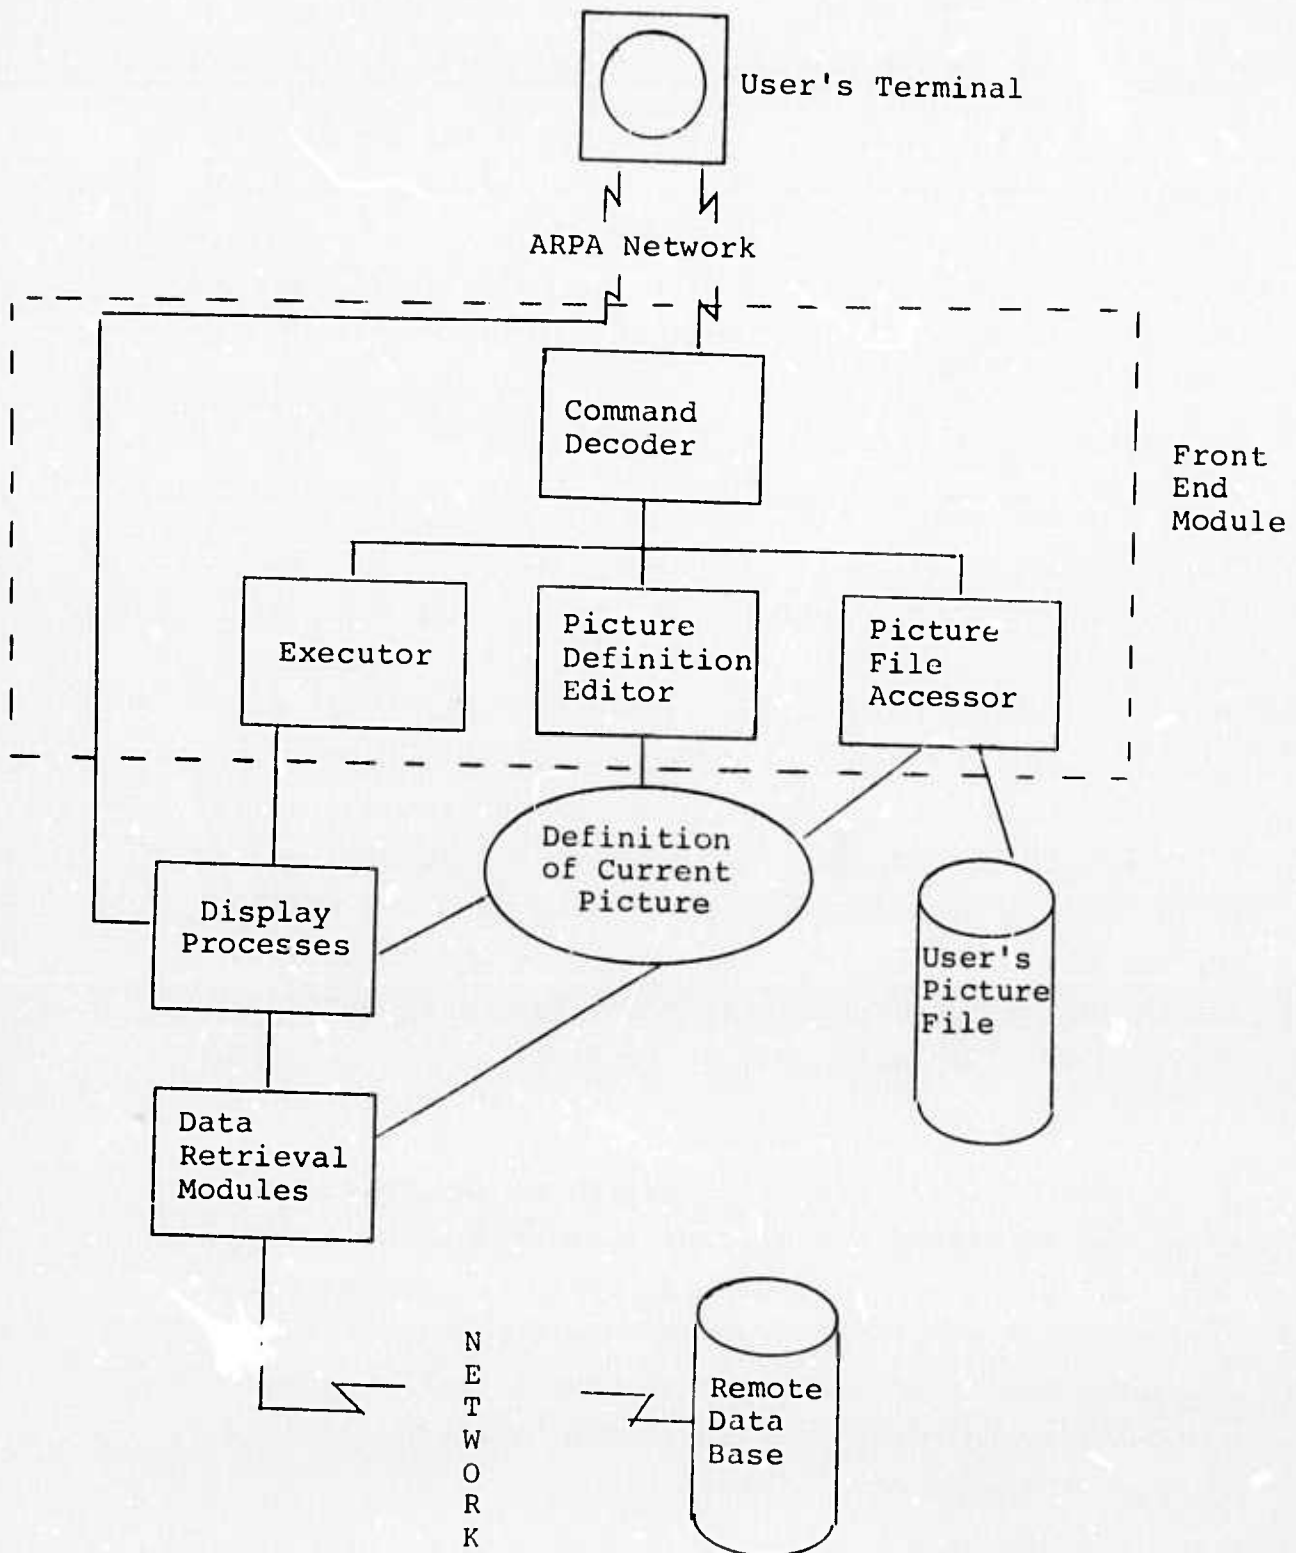 User's Terminal
ARPA Network
Command
Decoder
Front
End
Module
Executor
Picture
Definition
Editor
Picture
File
Accessor
Definition
of Current
Picture
Display
Processes
User's
Picture
File
Data
Retrieval
Modules
N
E
T
W
O
R
K
Remote
Data
Base